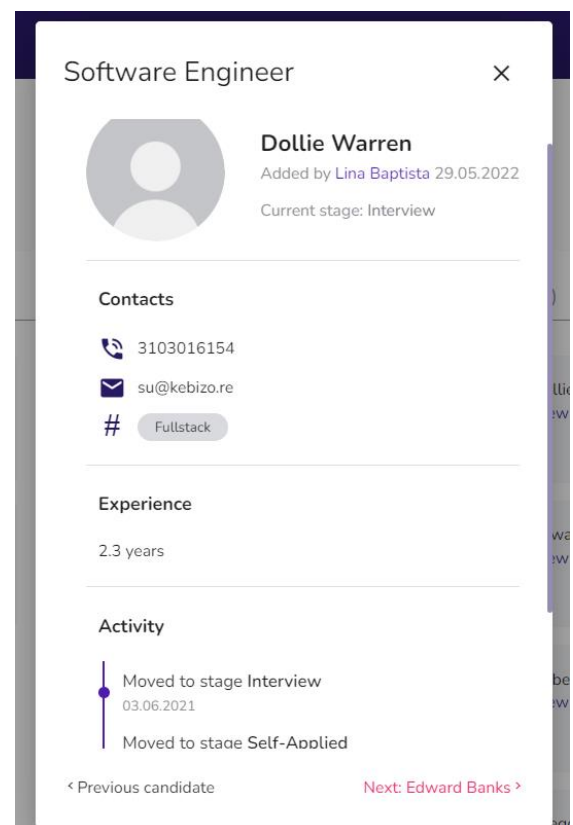 Software Engineer
Dollie Warren
Added by Lina Baptista 29.05.2022
Current stage: Interview
Contacts
3103016154
su@kebizo.re
#
Fullstack
Experience
2.3 years
Activity
Moved to stage Interview
03.06.2021
Moved to stage Self-Applied
Previous candidate
Next: Edward Banks